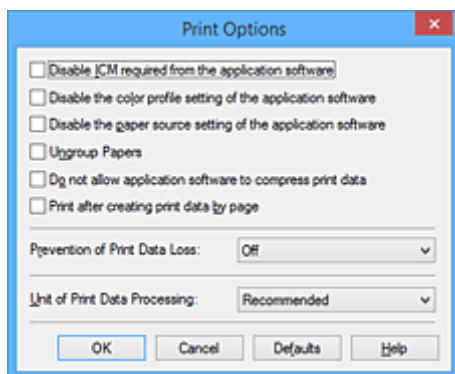 Print Options
Disable ICM required from the application software
Disable the color profile setting of the application software
Disable the paper source setting of the application software
Ungroup Papers
Do not allow application software to compress print data
Print after creating print data by page
Prevention of Print Data Loss: Off
Unit of Print Data Processing: Recommended
OK Cancel Defaults Help